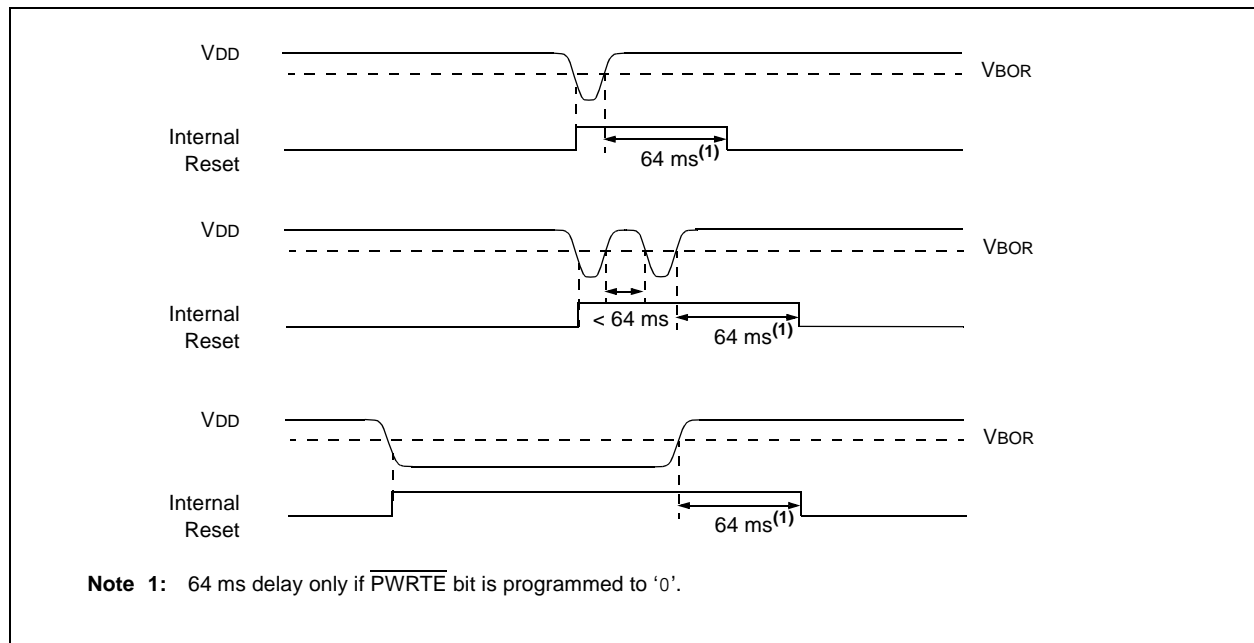 VDD
VBOR
Internal
Reset
64 ms(1)
VDD
VBOR
Internal
Reset
< 64 ms
64 ms(1)
VDD
VBOR
Internal
Reset
64 ms(1)
Note 1: 64 ms delay only if PWRTE bit is programmed to ‘0’.